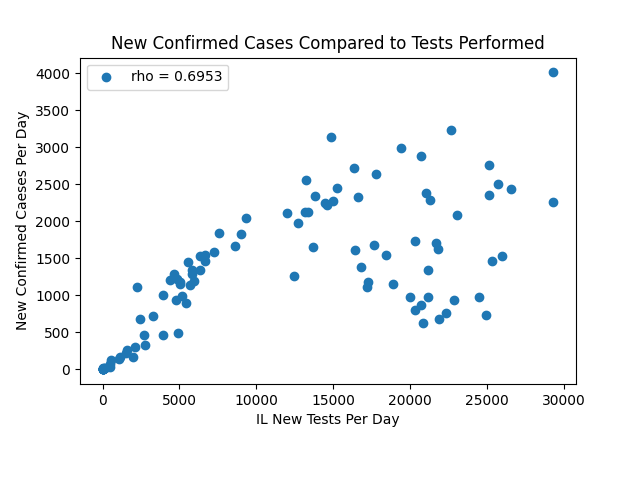 New Confirmed Cases Compared to Tests Performed
rho = 0.6953
New Confirmed Caeses Per Day
4000
3500
3000
2500
2000
1500
1000
500
0
0 5000 10000 15000 20000 25000 30000
IL New Tests Per Day